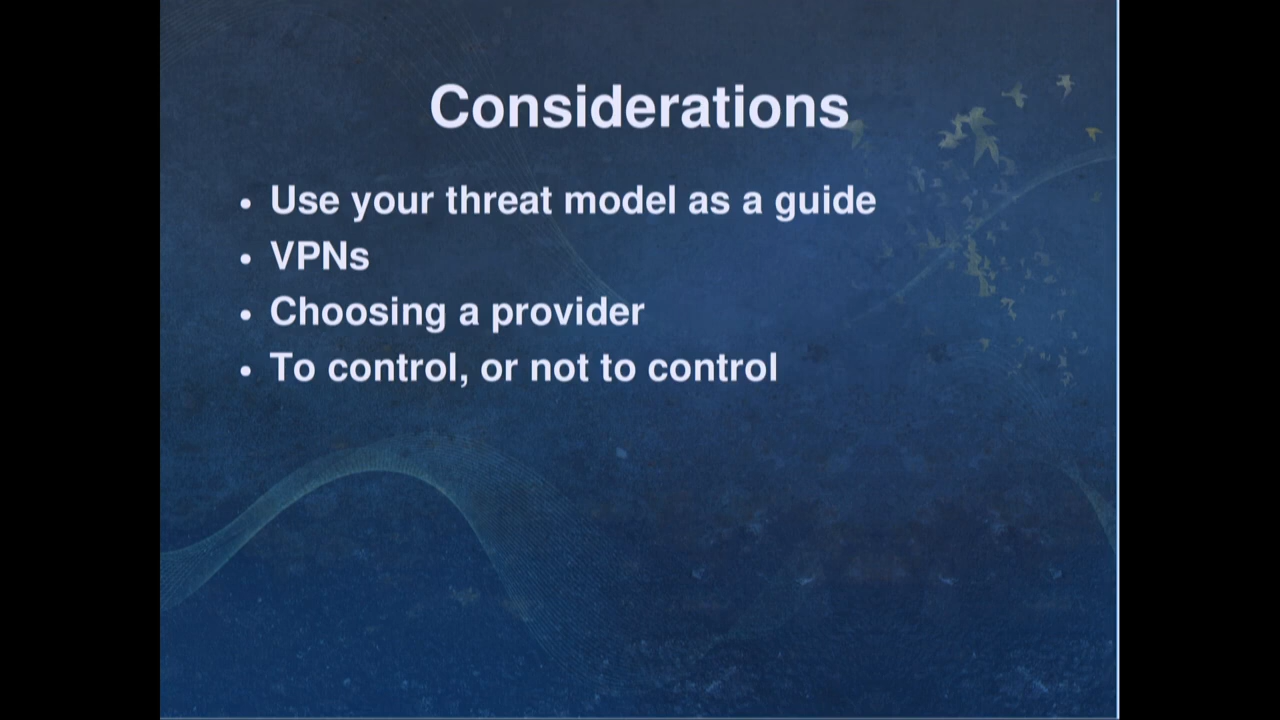 Considerations
• Use your threat model as a guide
• VPNs
• Choosing a provider
• To control, or not to control